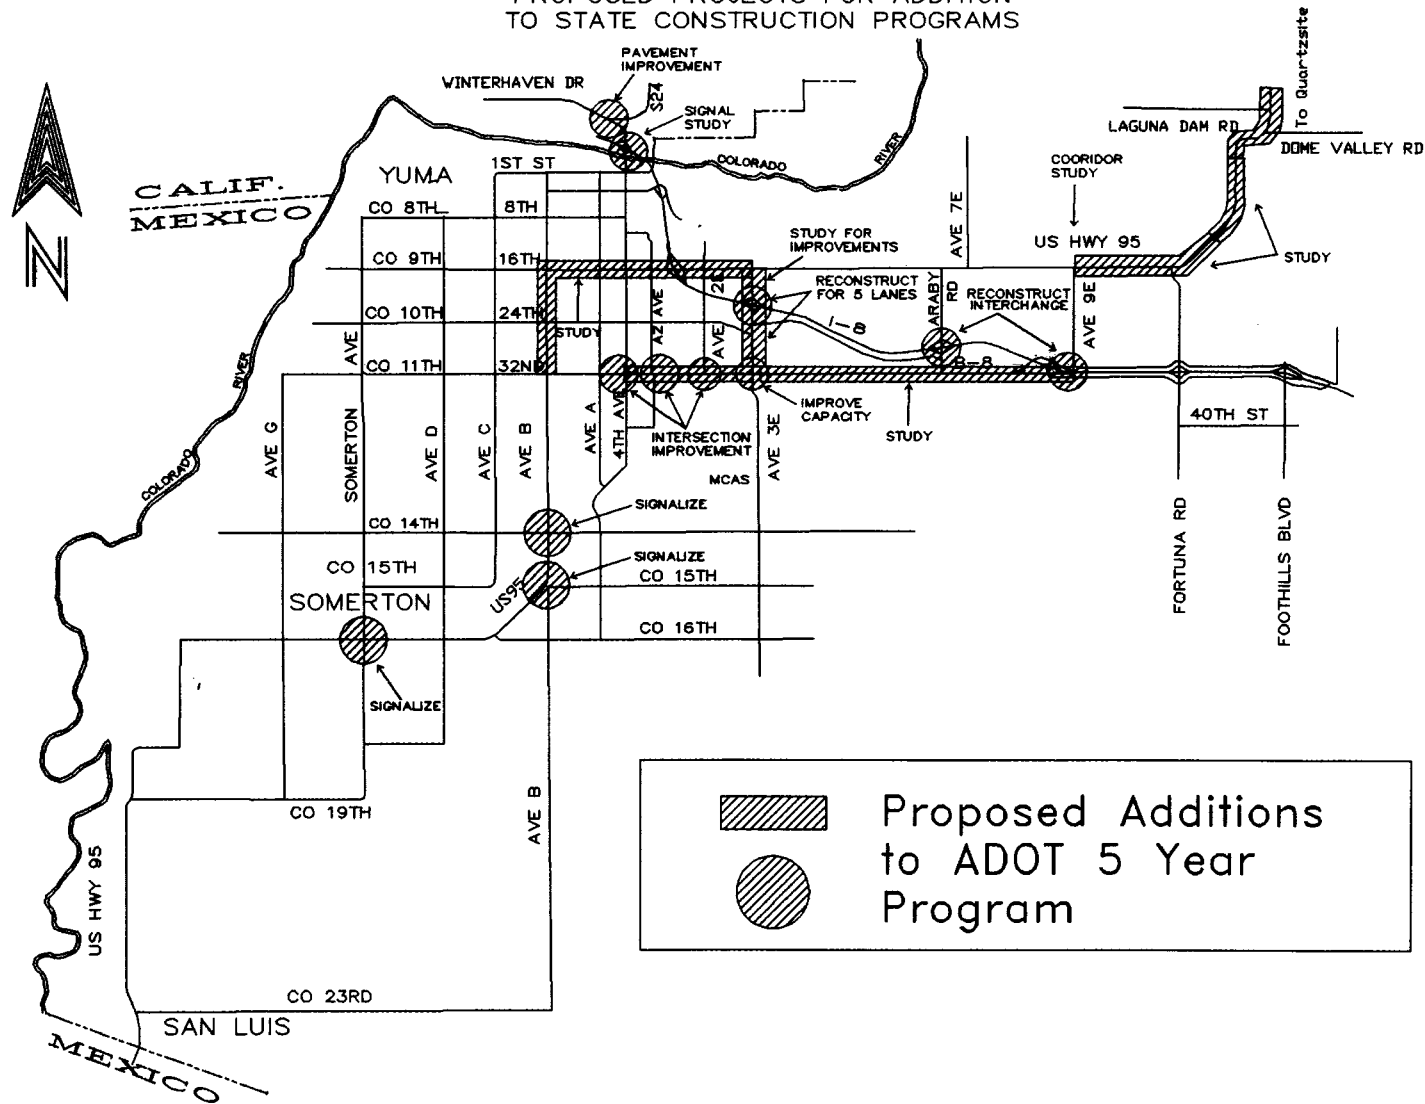 PROPOSED PROJECTS FOR ADDITION
TO STATE CONSTRUCTION PROGRAMS
PAVEMENT
IMPROVEMENT
WINTERHAVEN DR
S24
SIGNAL
STUDY
To Quartzsite
LAGUNA DAM RD
DOME VALLEY RD
COLORADO
RIVER
COORIDOR
STUDY
CALIF.
MEXICO
YUMA
1ST ST
CO 8TH
8TH
AVE 7E
STUDY FOR
IMPROVEMENTS
US HWY 95
STUDY
CO 9TH
16TH
2E
RECONSTRUCT
FOR 5 LANES
ARABY
RD
RECONSTRUCT
INTERCHANGE
AVE 9E
CO 10TH
24TH
STUDY
AZ AVE
AVE
I-8
AVE
CO 11TH
32ND
RIVER
SOMERTON
AVE G
AVE D
AVE C
AVE B
AVE A
4TH AVE
INTERSECTION
IMPROVEMENT
IMPROVE
CAPACITY
AVE 3E
STUDY
40TH ST
MCAS
COLORADO
SIGNALIZE
CO 14TH
FORTUNA RD
FOOTHILLS BLVD
CO 15TH
SIGNALIZE
CO 15TH
US95
SOMERTON
CO 16TH
SIGNALIZE
AVE B
CO 19TH
US HWY 95
CO 23RD
SAN LUIS
MEXICO
Proposed Additions
to ADOT 5 Year
Program